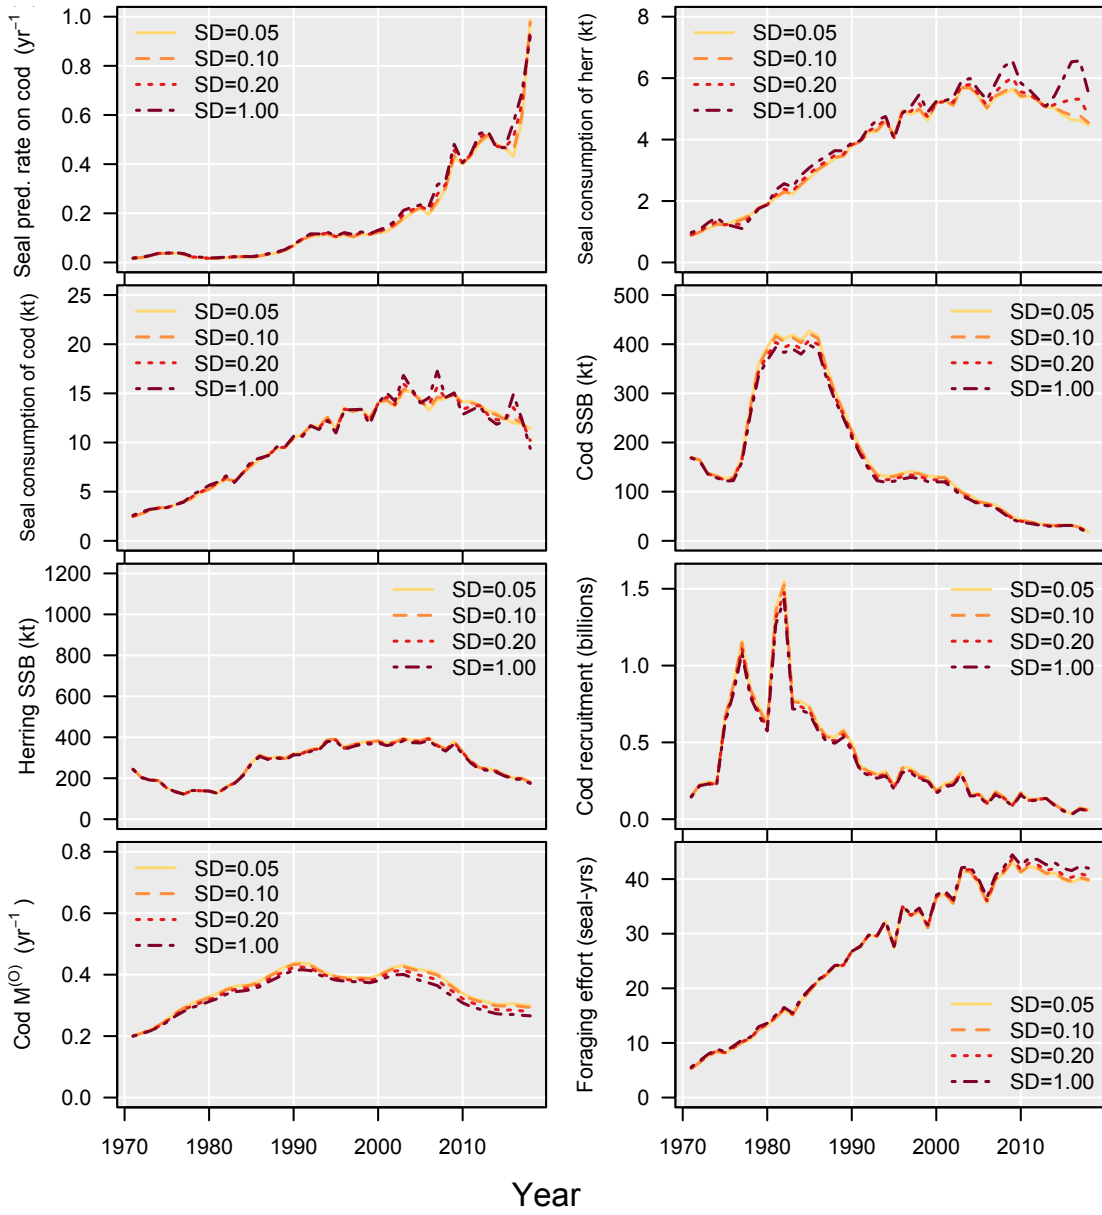 Seal pred. rate on cod (yr⁻¹)
1.0
0.8
0.6
0.4
0.2
0.0
SD=0.05
SD=0.10
SD=0.20
SD=1.00
Seal consumption of herr (kt)
8
6
4
2
0
SD=0.05
SD=0.10
SD=0.20
SD=1.00
Seal consumption of cod (kt)
25
20
15
10
5
0
SD=0.05
SD=0.10
SD=0.20
SD=1.00
Cod SSB (kt)
500
400
300
200
100
0
SD=0.05
SD=0.10
SD=0.20
SD=1.00
Herring SSB (kt)
1200
1000
800
600
400
200
0
SD=0.05
SD=0.10
SD=0.20
SD=1.00
Cod recruitment (billions)
1.5
1.0
0.5
0.0
SD=0.05
SD=0.10
SD=0.20
SD=1.00
Cod M⁽ᴼ⁾ (yr⁻¹)
0.8
0.6
0.4
0.2
0.0
SD=0.05
SD=0.10
SD=0.20
SD=1.00
1970 1980 1990 2000 2010
Foraging effort (seal-yrs)
40
30
20
10
0
SD=0.05
SD=0.10
SD=0.20
SD=1.00
1970 1980 1990 2000 2010
Year